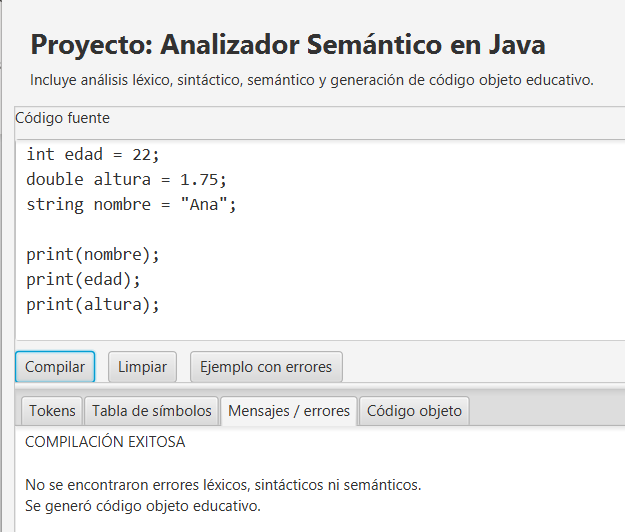 Proyecto: Analizador Semántico en Java
Incluye análisis léxico, sintáctico, semántico y generación de código objeto educativo.
Código fuente
int edad = 22;
double altura = 1.75;
string nombre = "Ana";
print(nombre);
print(edad);
print(altura);
Compilar Limpiar Ejemplo con errores
Tokens Tabla de símbolos Mensajes / errores Código objeto
COMPILACIÓN EXITOSA
No se encontraron errores léxicos, sintácticos ni semánticos.
Se generó código objeto educativo.